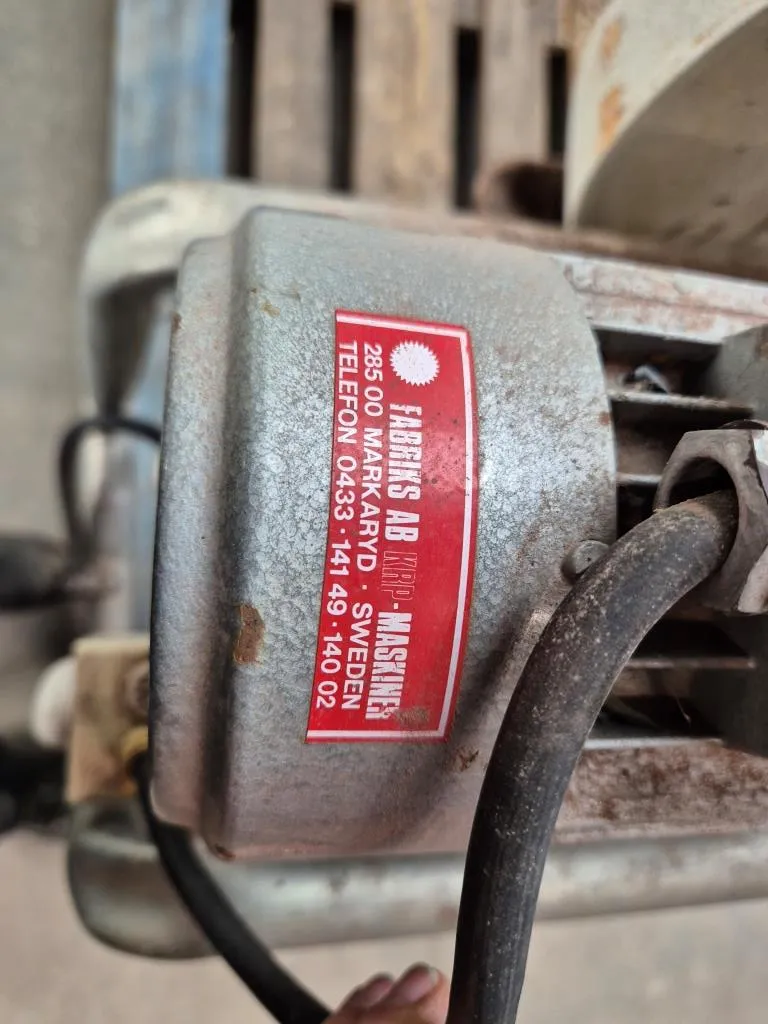 FABRIKS AB KRP-MASKINER
285 00 MARKARYD · SWEDEN
TELEFON 0433 · 141 49 · 140 02